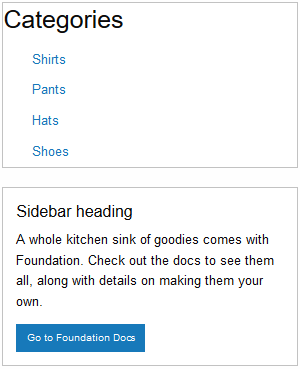 Categories
Shirts
Pants
Hats
Shoes
Sidebar heading
A whole kitchen sink of goodies comes with
Foundation. Check out the docs to see them
all, along with details on making them your
own.
Go to Foundation Docs